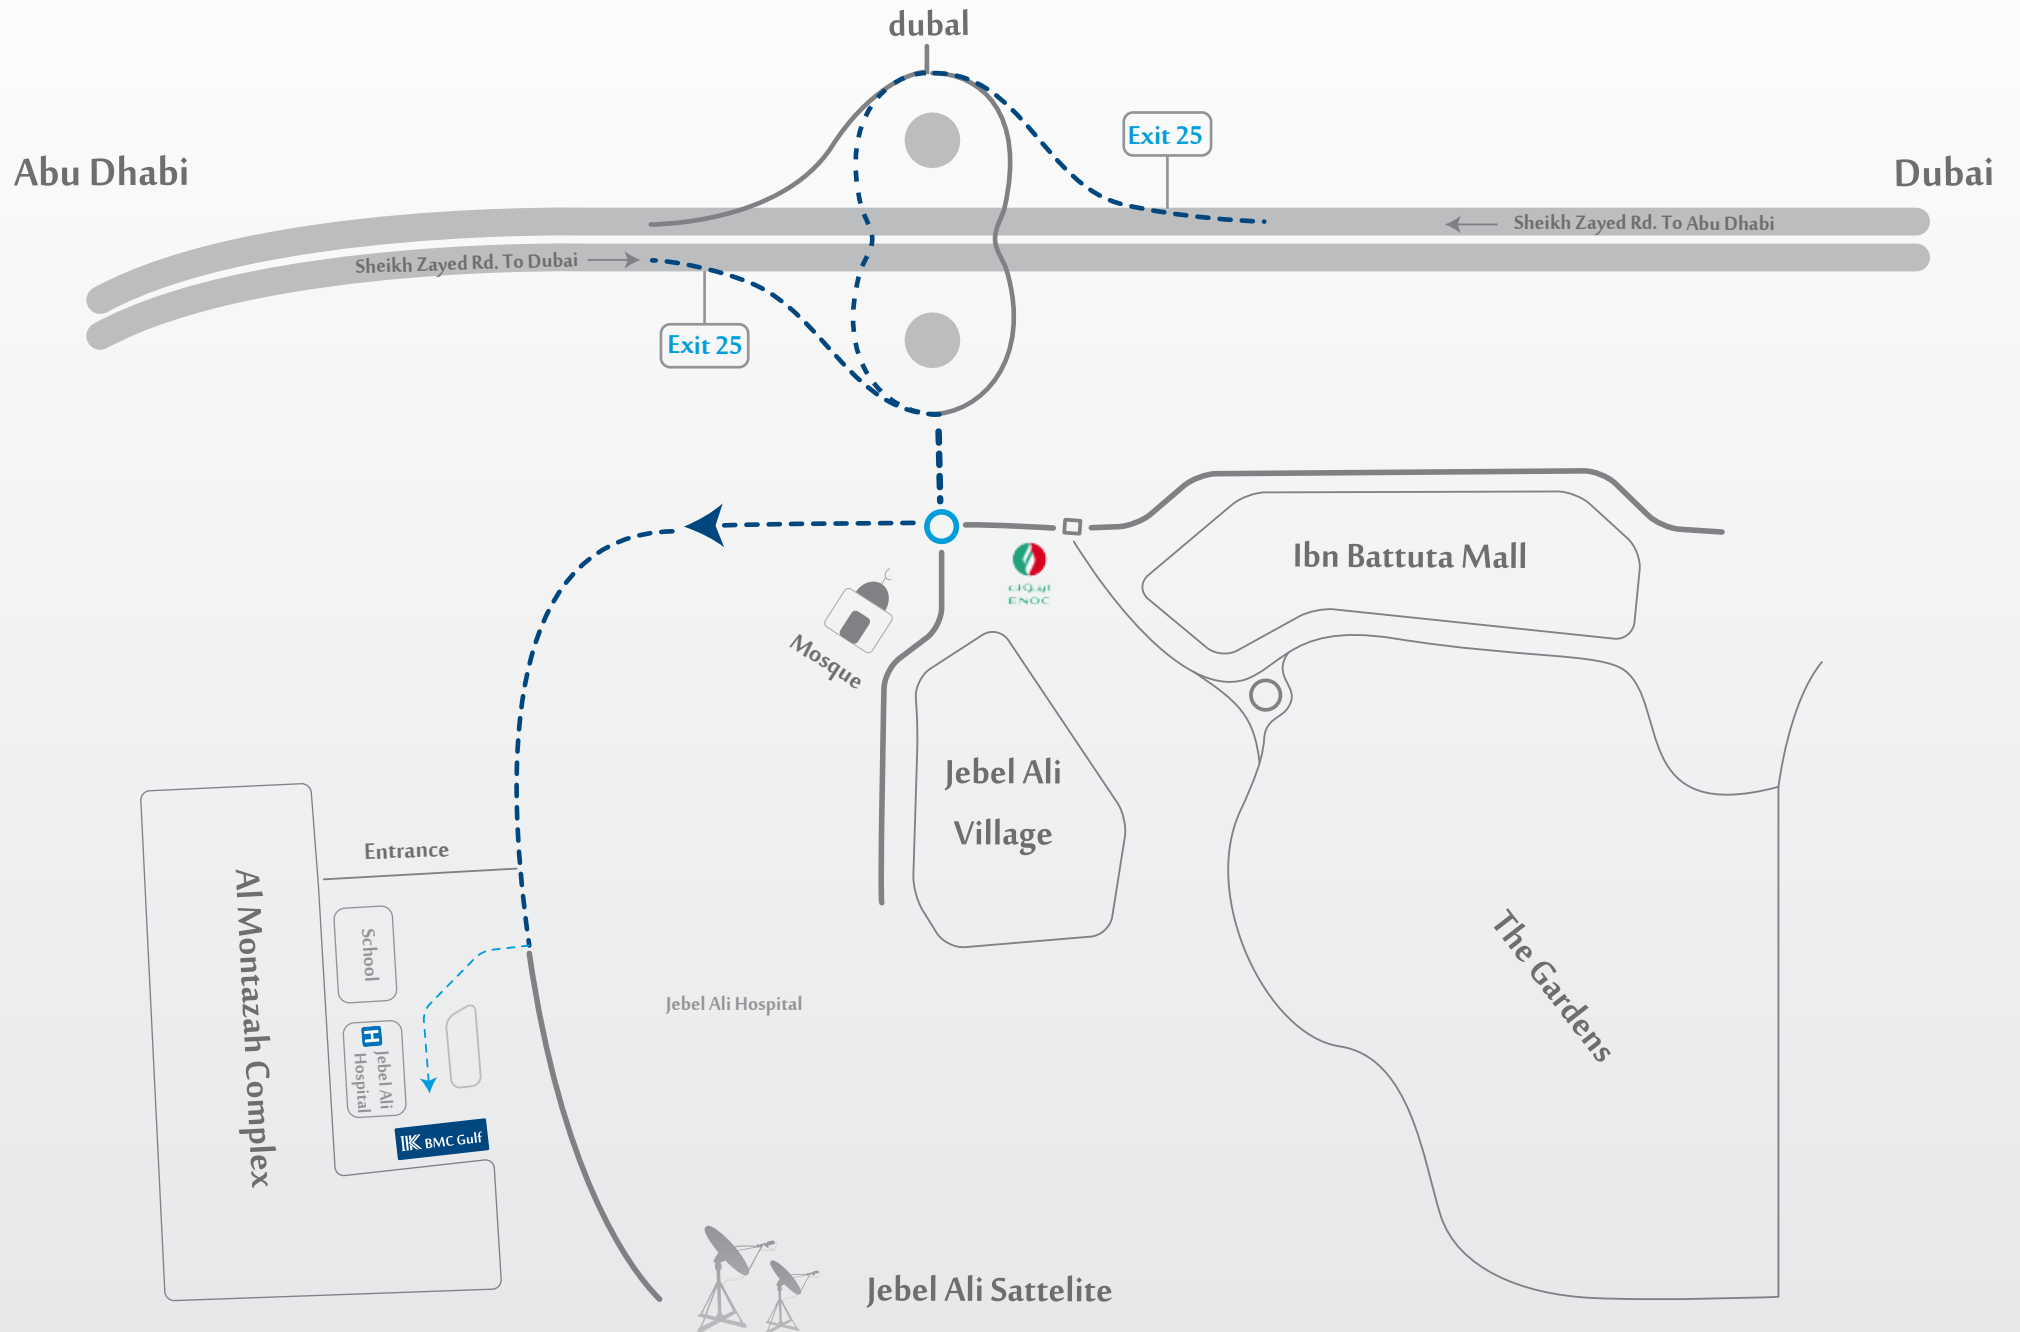 dubal
Exit 25
Abu Dhabi
Dubai
Sheikh Zayed Rd. To Abu Dhabi
Sheikh Zayed Rd. To Dubai
Exit 25
Ibn Battuta Mall
اينوك
ENOC
Mosque
Jebel Ali
Village
Entrance
Al Montazah Complex
School
The Gardens
Jebel Ali Hospital
H
Jebel Ali
Hospital
BMC Gulf
Jebel Ali Sattelite